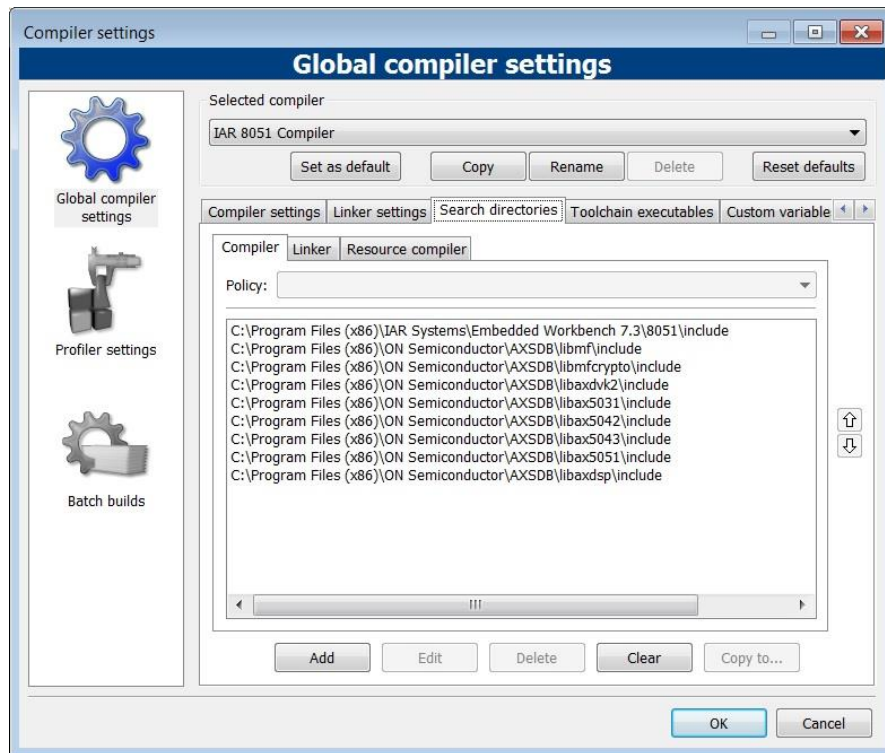 Compiler settings
Global compiler settings
Global compiler
settings
Profiler settings
Batch builds
Selected compiler
IAR 8051 Compiler
Set as default Copy Rename Delete Reset defaults
Compiler settings Linker settings Search directories Toolchain executables Custom variable
Compiler Linker Resource compiler
Policy:
C:\Program Files (x86)\IAR Systems\Embedded Workbench 7.3\8051\include
C:\Program Files (x86)\ON Semiconductor\AXSDB\libmf\include
C:\Program Files (x86)\ON Semiconductor\AXSDB\libmfcrypto\include
C:\Program Files (x86)\ON Semiconductor\AXSDB\libaxdvk2\include
C:\Program Files (x86)\ON Semiconductor\AXSDB\libax5031\include
C:\Program Files (x86)\ON Semiconductor\AXSDB\libax5042\include
C:\Program Files (x86)\ON Semiconductor\AXSDB\libax5043\include
C:\Program Files (x86)\ON Semiconductor\AXSDB\libax5051\include
C:\Program Files (x86)\ON Semiconductor\AXSDB\libaxdsp\include
Add Edit Delete Clear Copy to...
OK Cancel